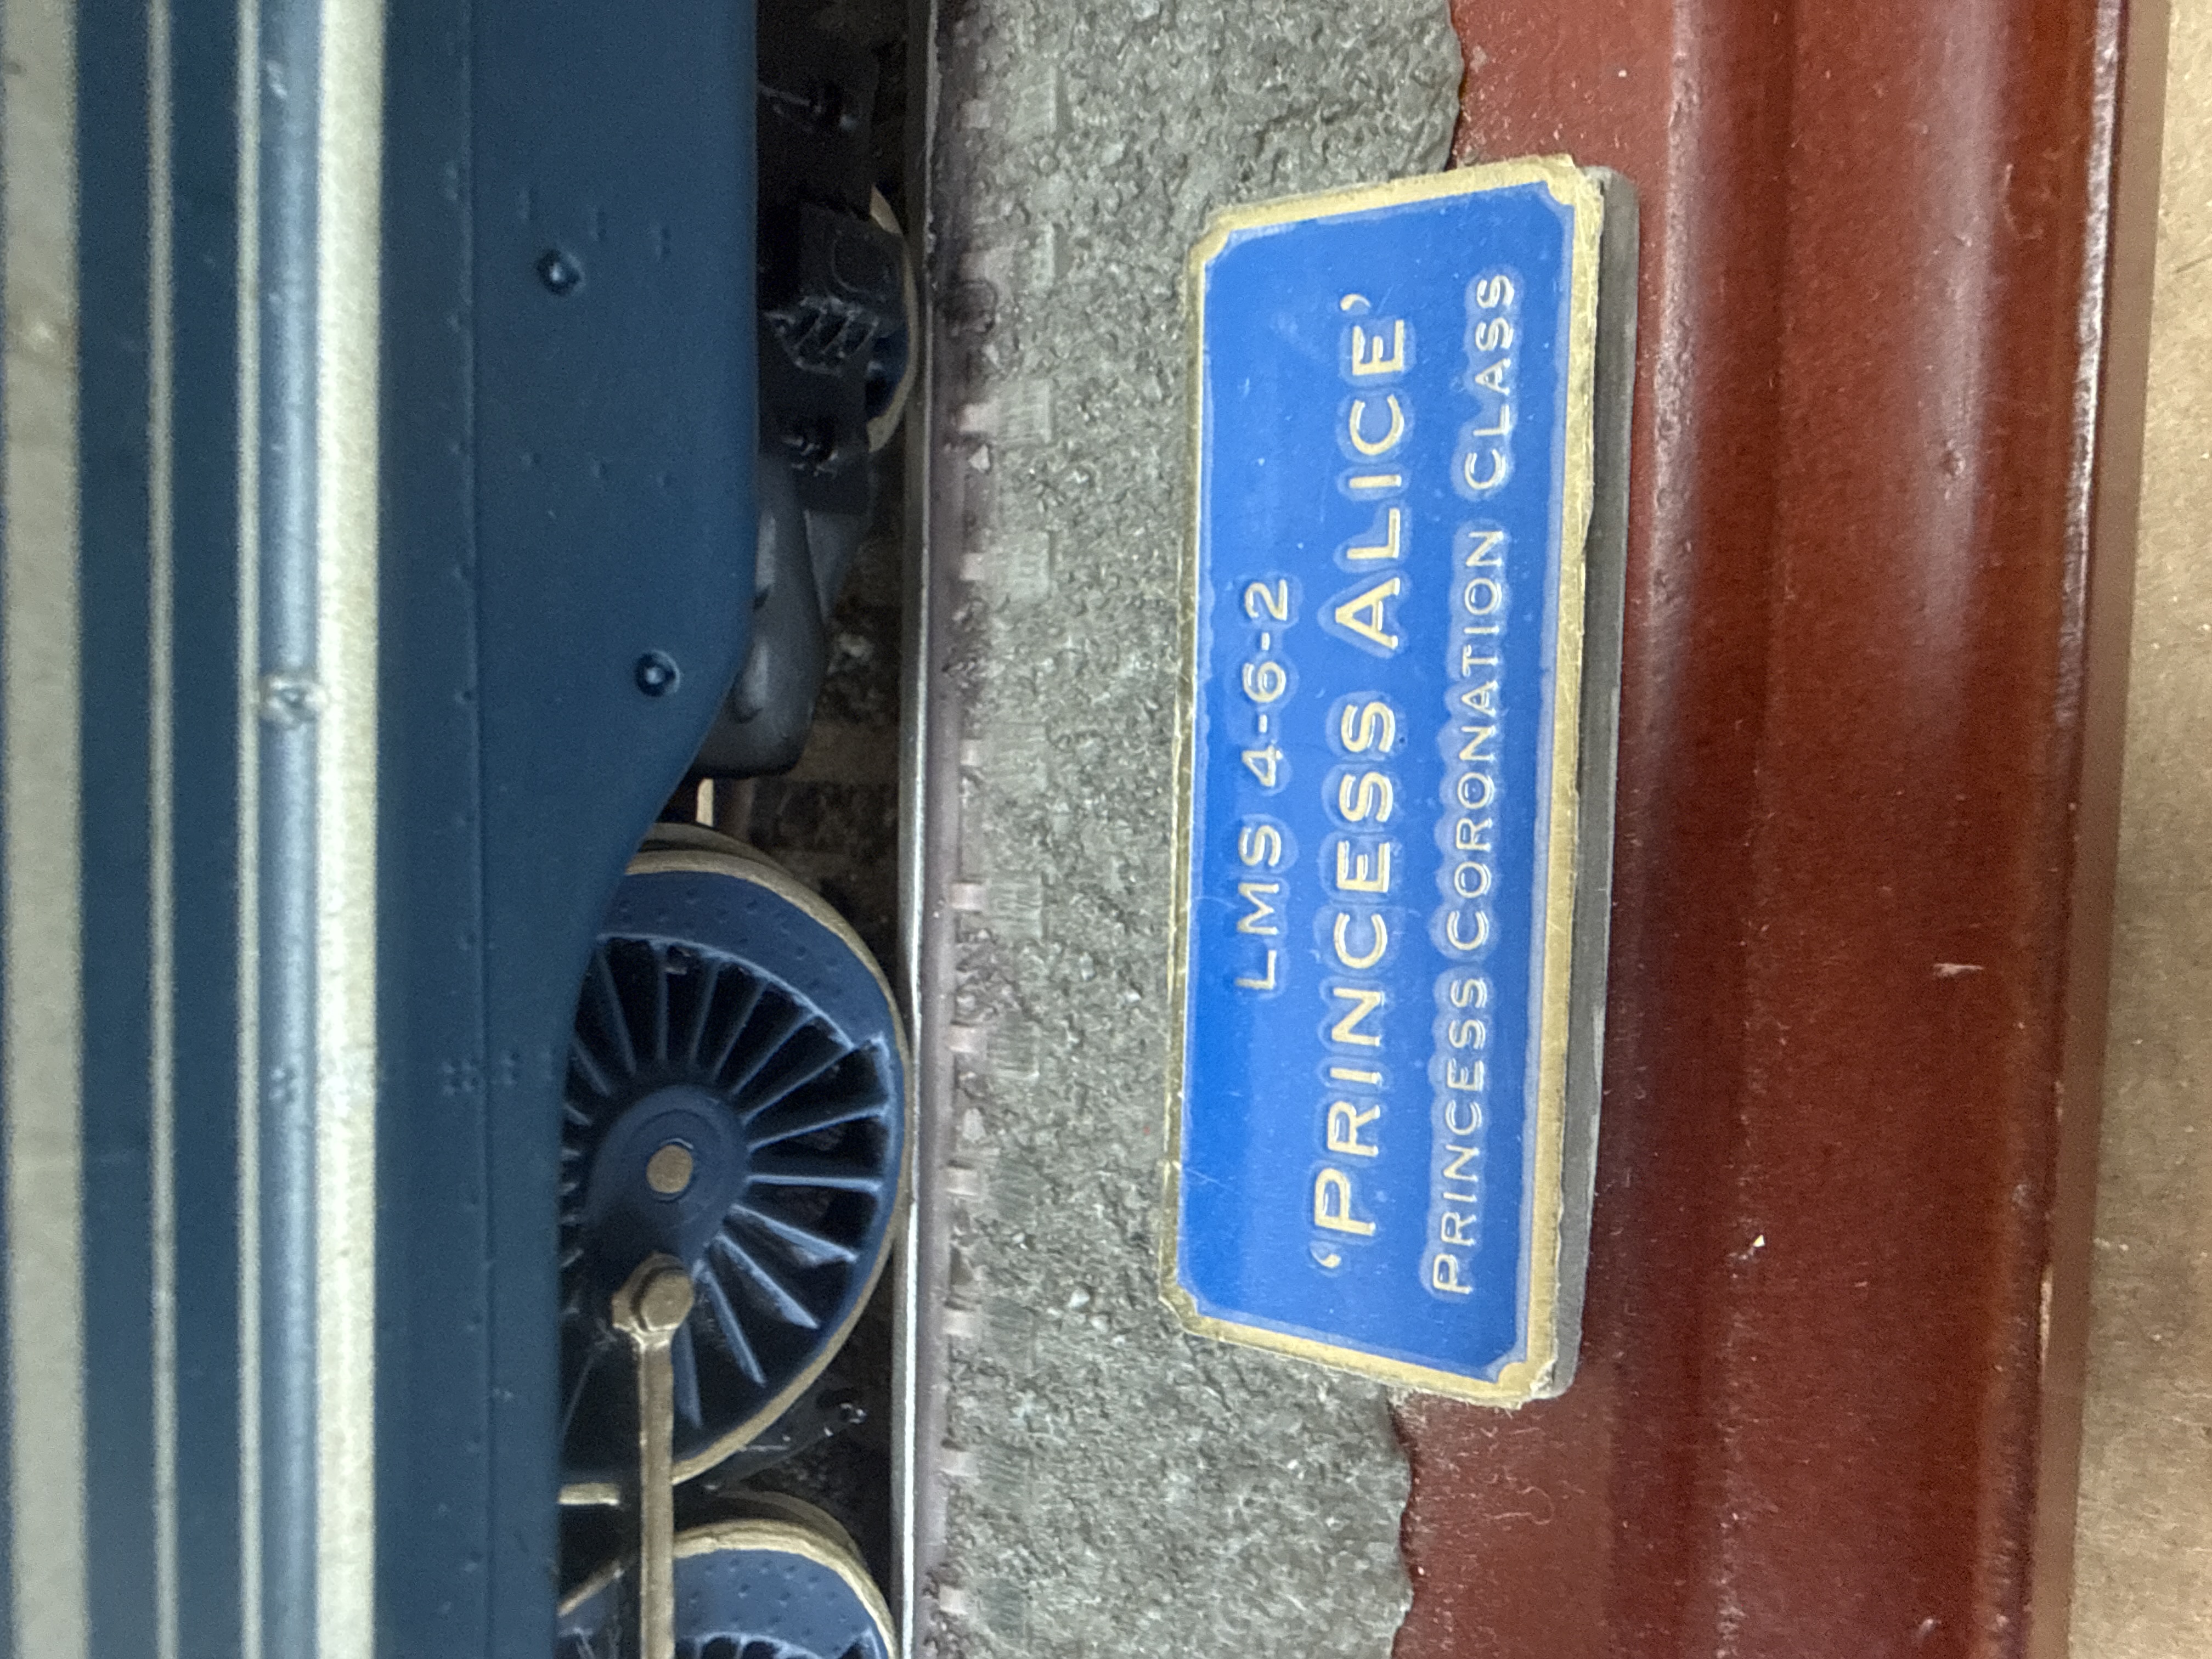 LMS 4-6-2
‘PRINCESS ALICE’
PRINCESS CORONATION CLASS